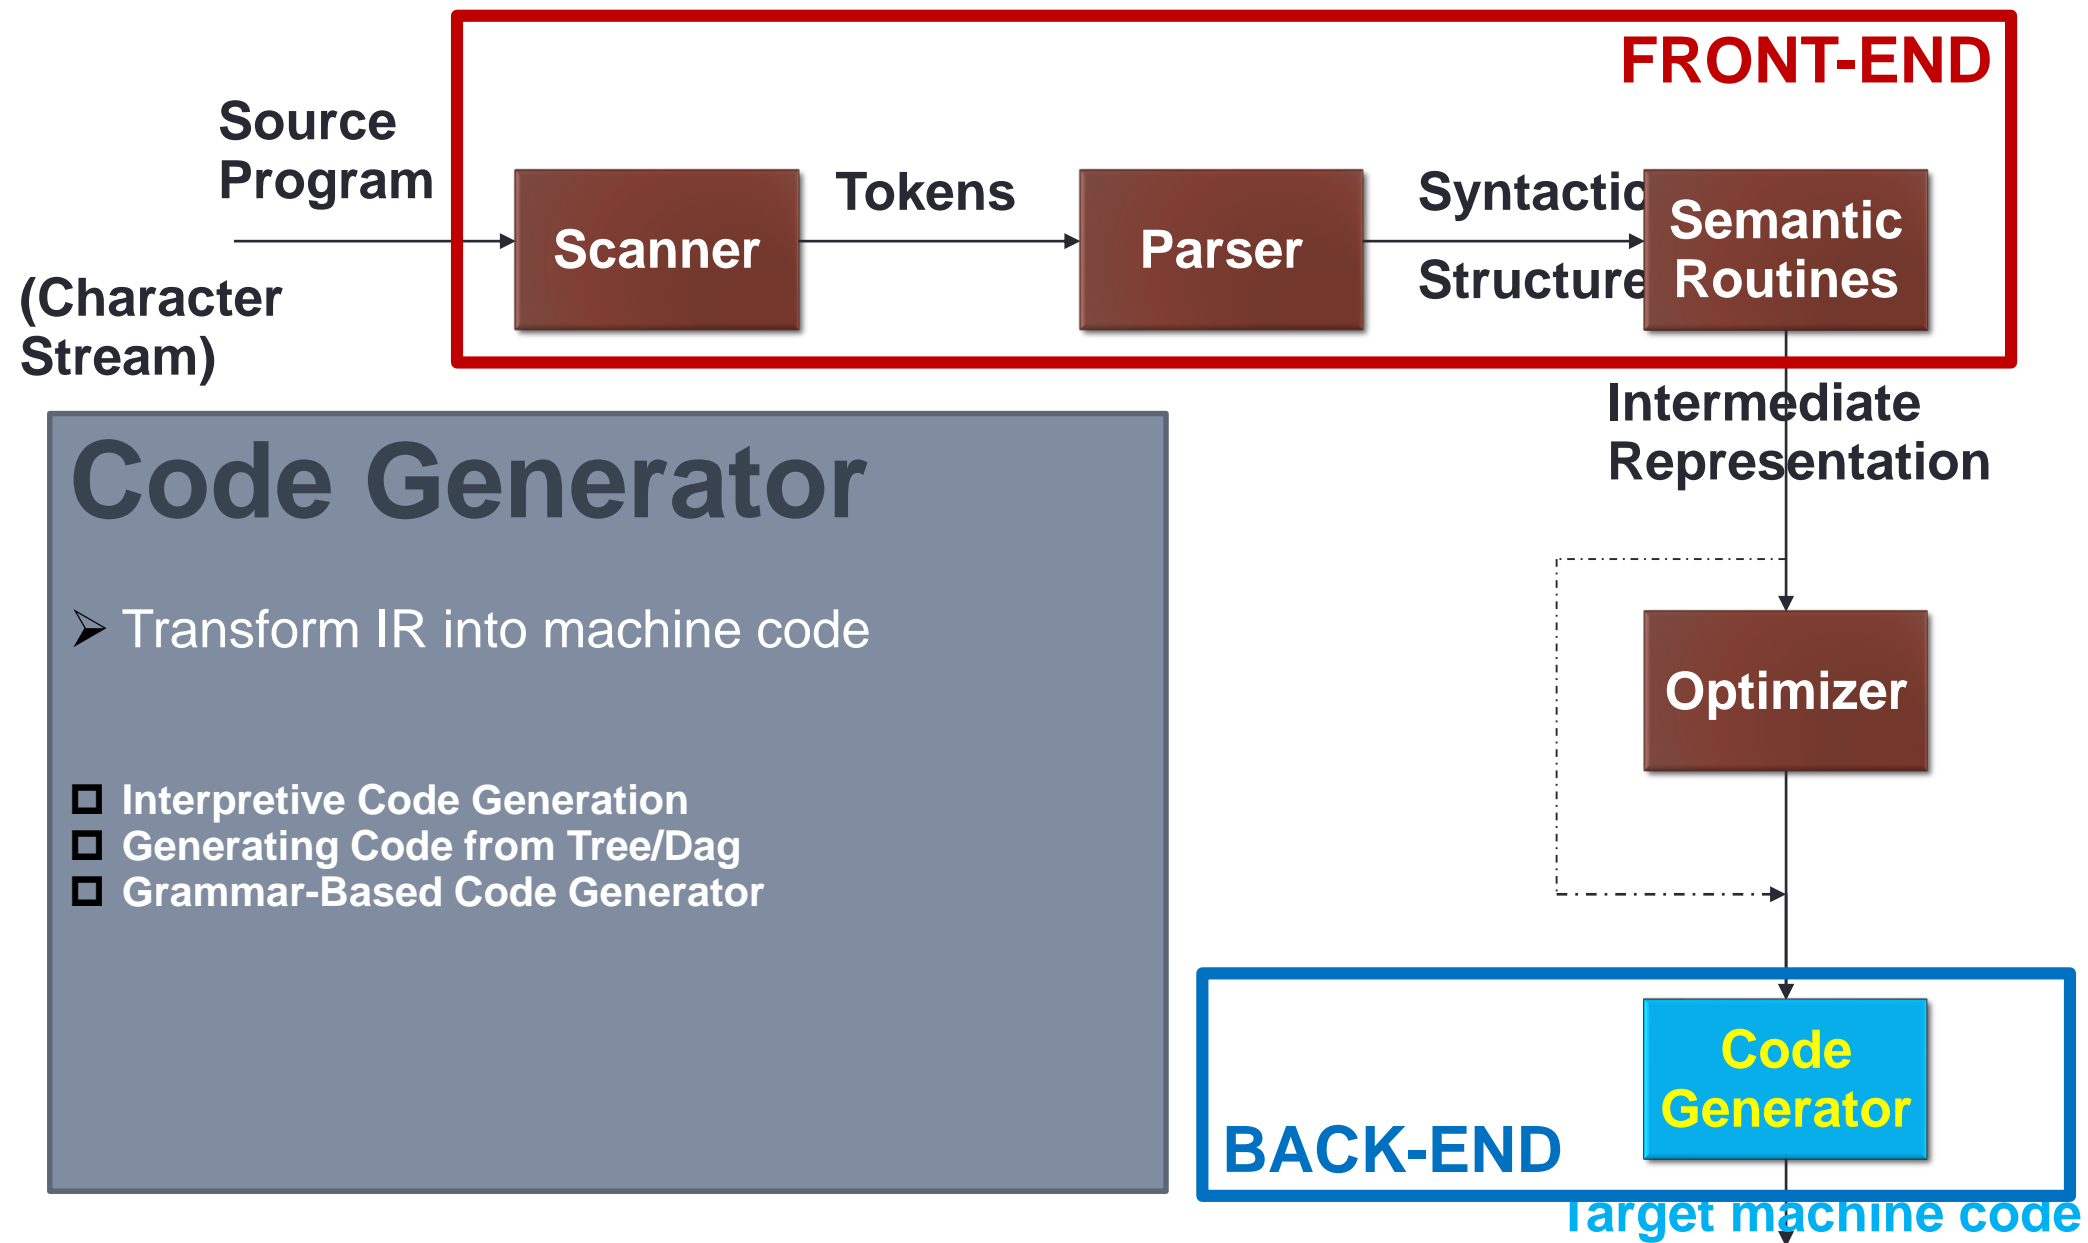 FRONT-END
Source
Program
(Character
Stream)
Scanner
Tokens
Parser
Syntactic
Structure
Semantic
Routines
Intermediate
Representation
Code Generator
Transform IR into machine code
Interpretive Code Generation
Generating Code from Tree/Dag
Grammar-Based Code Generator
Optimizer
Code
Generator
BACK-END
Target machine code